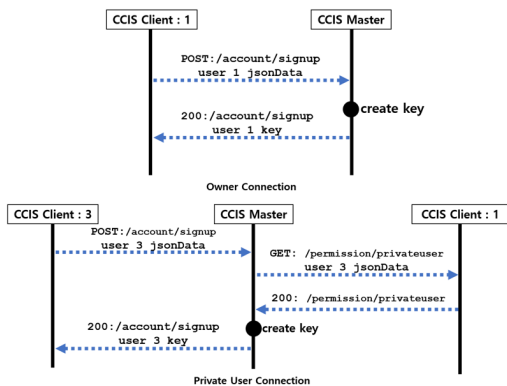 CCIS Client : 1
CCIS Master
POST:/account/signup
user 1 jsonData
create key
200:/account/signup
user 1 key
Owner Connection
CCIS Client : 3
CCIS Master
CCIS Client : 1
POST:/account/signup
user 3 jsonData
GET: /permission/privateuser
user 3 jsonData
200: /permission/privateuser
create key
200:/account/signup
user 3 key
Private User Connection